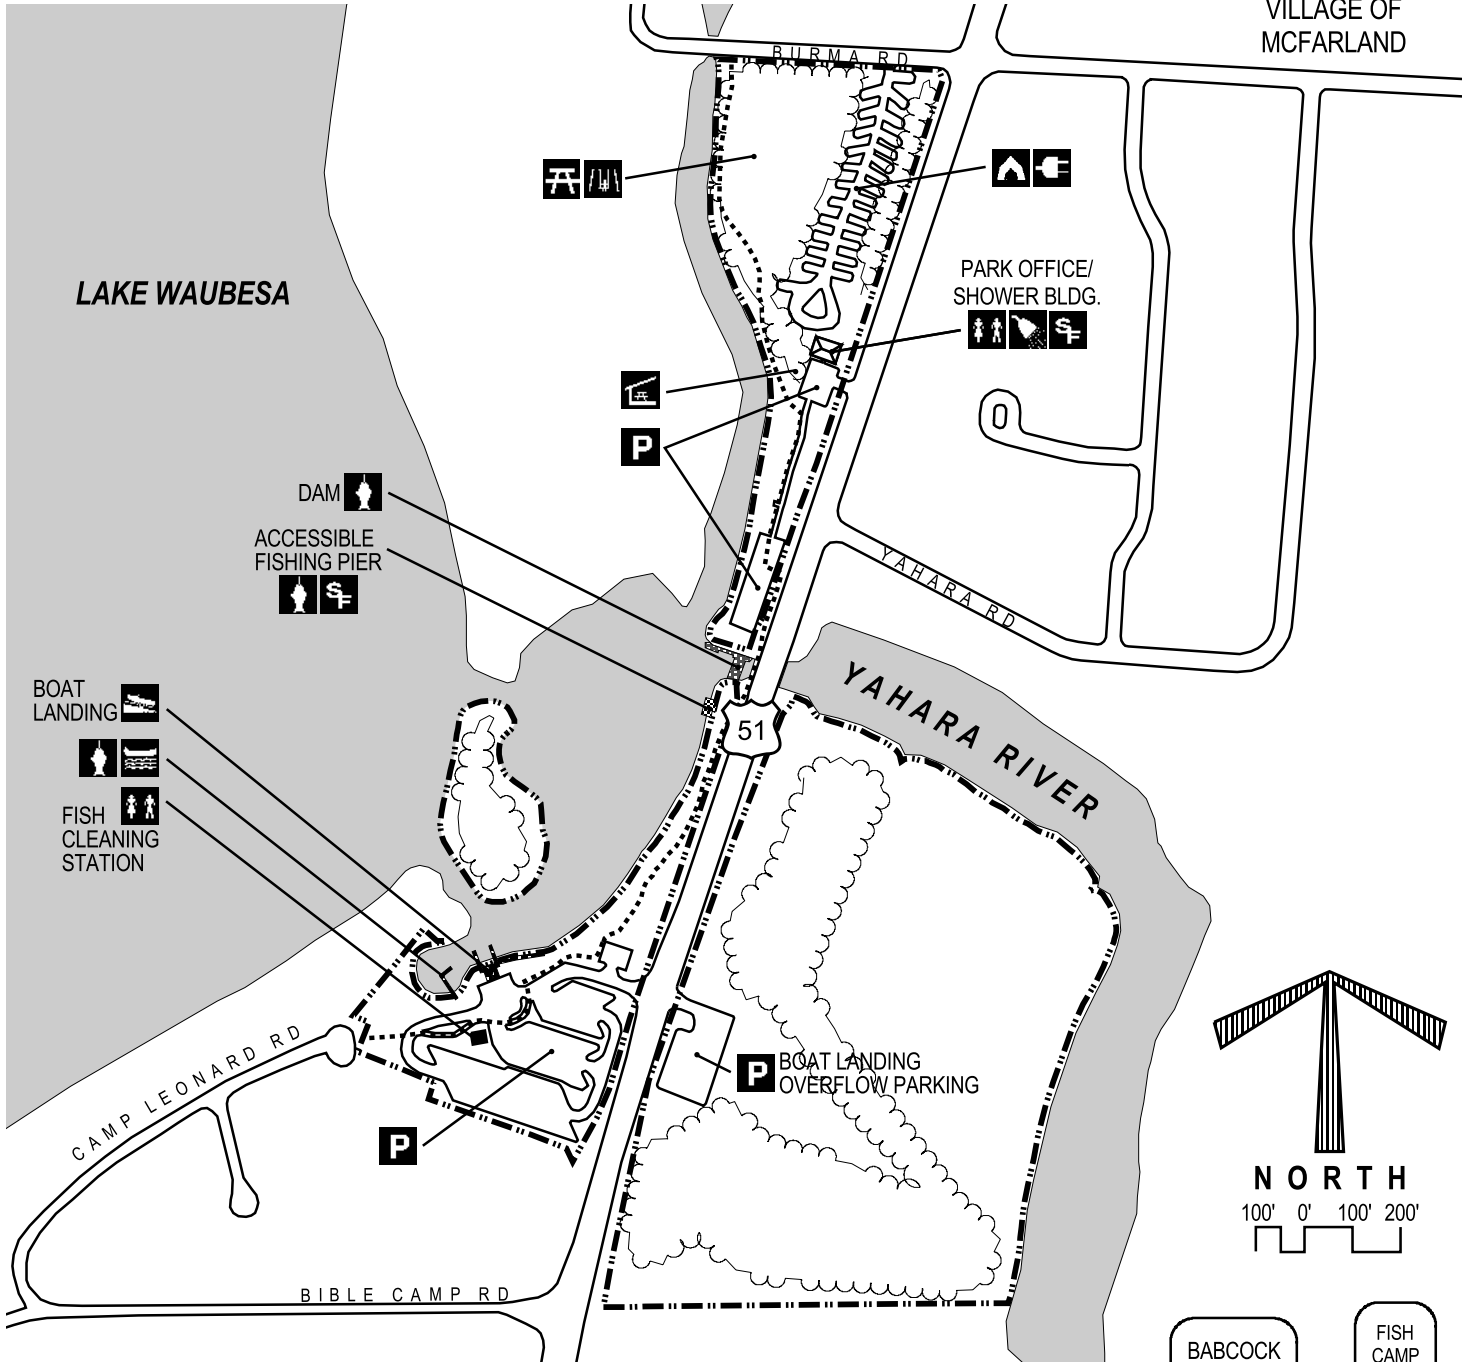 VILLAGE OF
MCFARLAND
BURMA RD
LAKE WAUBESA
PARK OFFICE/
SHOWER BLDG.
SF
P
DAM
ACCESSIBLE
FISHING PIER
SF
YAHARA RD
YAHARA RIVER
BOAT
LANDING
51
FISH
CLEANING
STATION
CAMP LEONARD RD
P
BOAT LANDING
OVERFLOW PARKING
P
NORTH
100' 0' 100' 200'
BIBLE CAMP RD
BABCOCK
FISH
CAMP